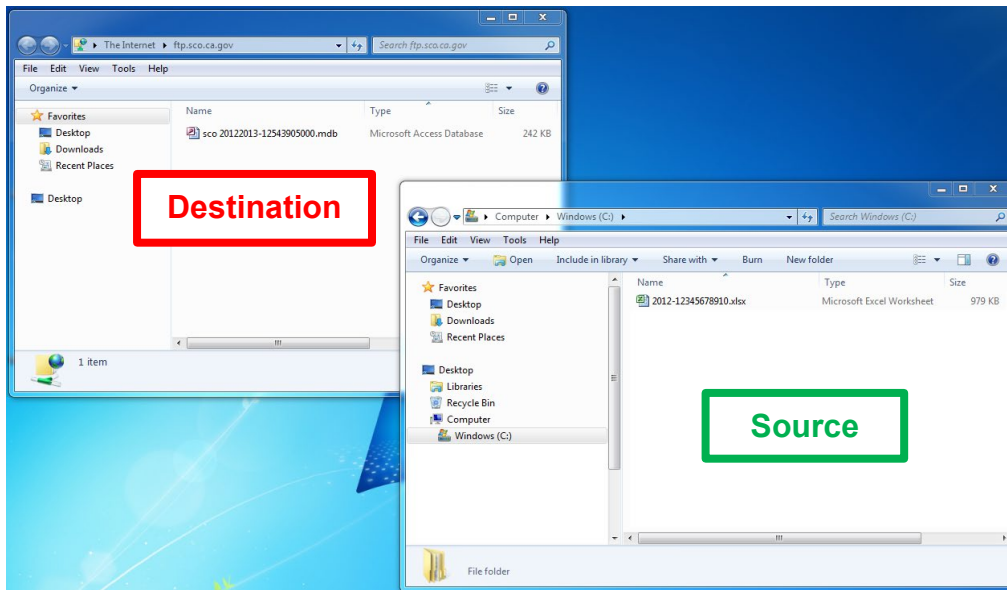 The Internet ▸ ftp.sco.ca.gov
Search ftp.sco.ca.gov
File Edit View Tools Help
Organize
Favorites
Desktop
Downloads
Recent Places
Desktop
Name Type Size
sco 20122013-12543905000.mdb Microsoft Access Database 242 KB
Destination
1 item
Computer ▸ Windows (C:) ▸
Search Windows (C:)
File Edit View Tools Help
Organize Open Include in library Share with Burn New folder
Favorites
Desktop
Downloads
Recent Places
Desktop
Libraries
Recycle Bin
Computer
Windows (C:)
Name Type Size
2012-12345678910.xlsx Microsoft Excel Worksheet 979 KB
Source
File folder